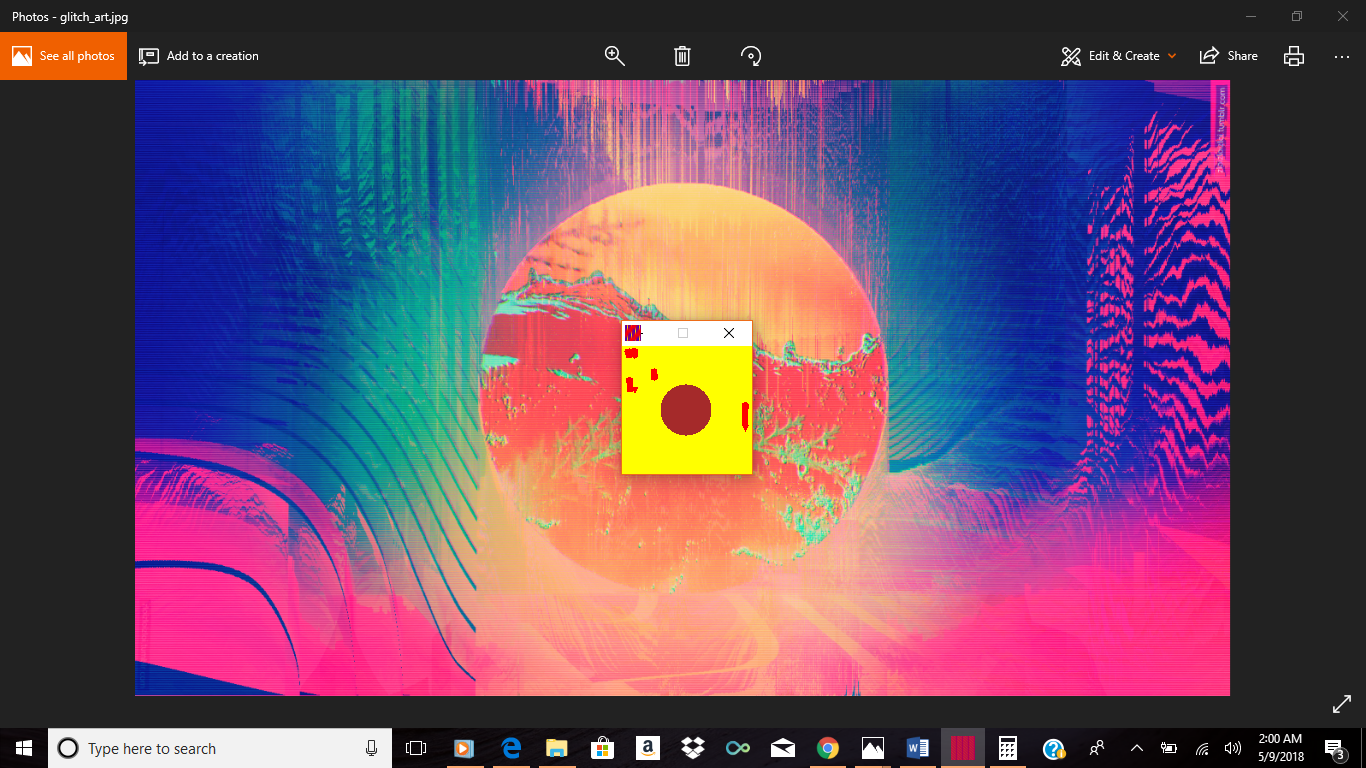 Photos - glitch_art.jpg
See all photos
Add to a creation
Edit & Create
Share
Type here to search
2:00 AM
5/9/2018
3